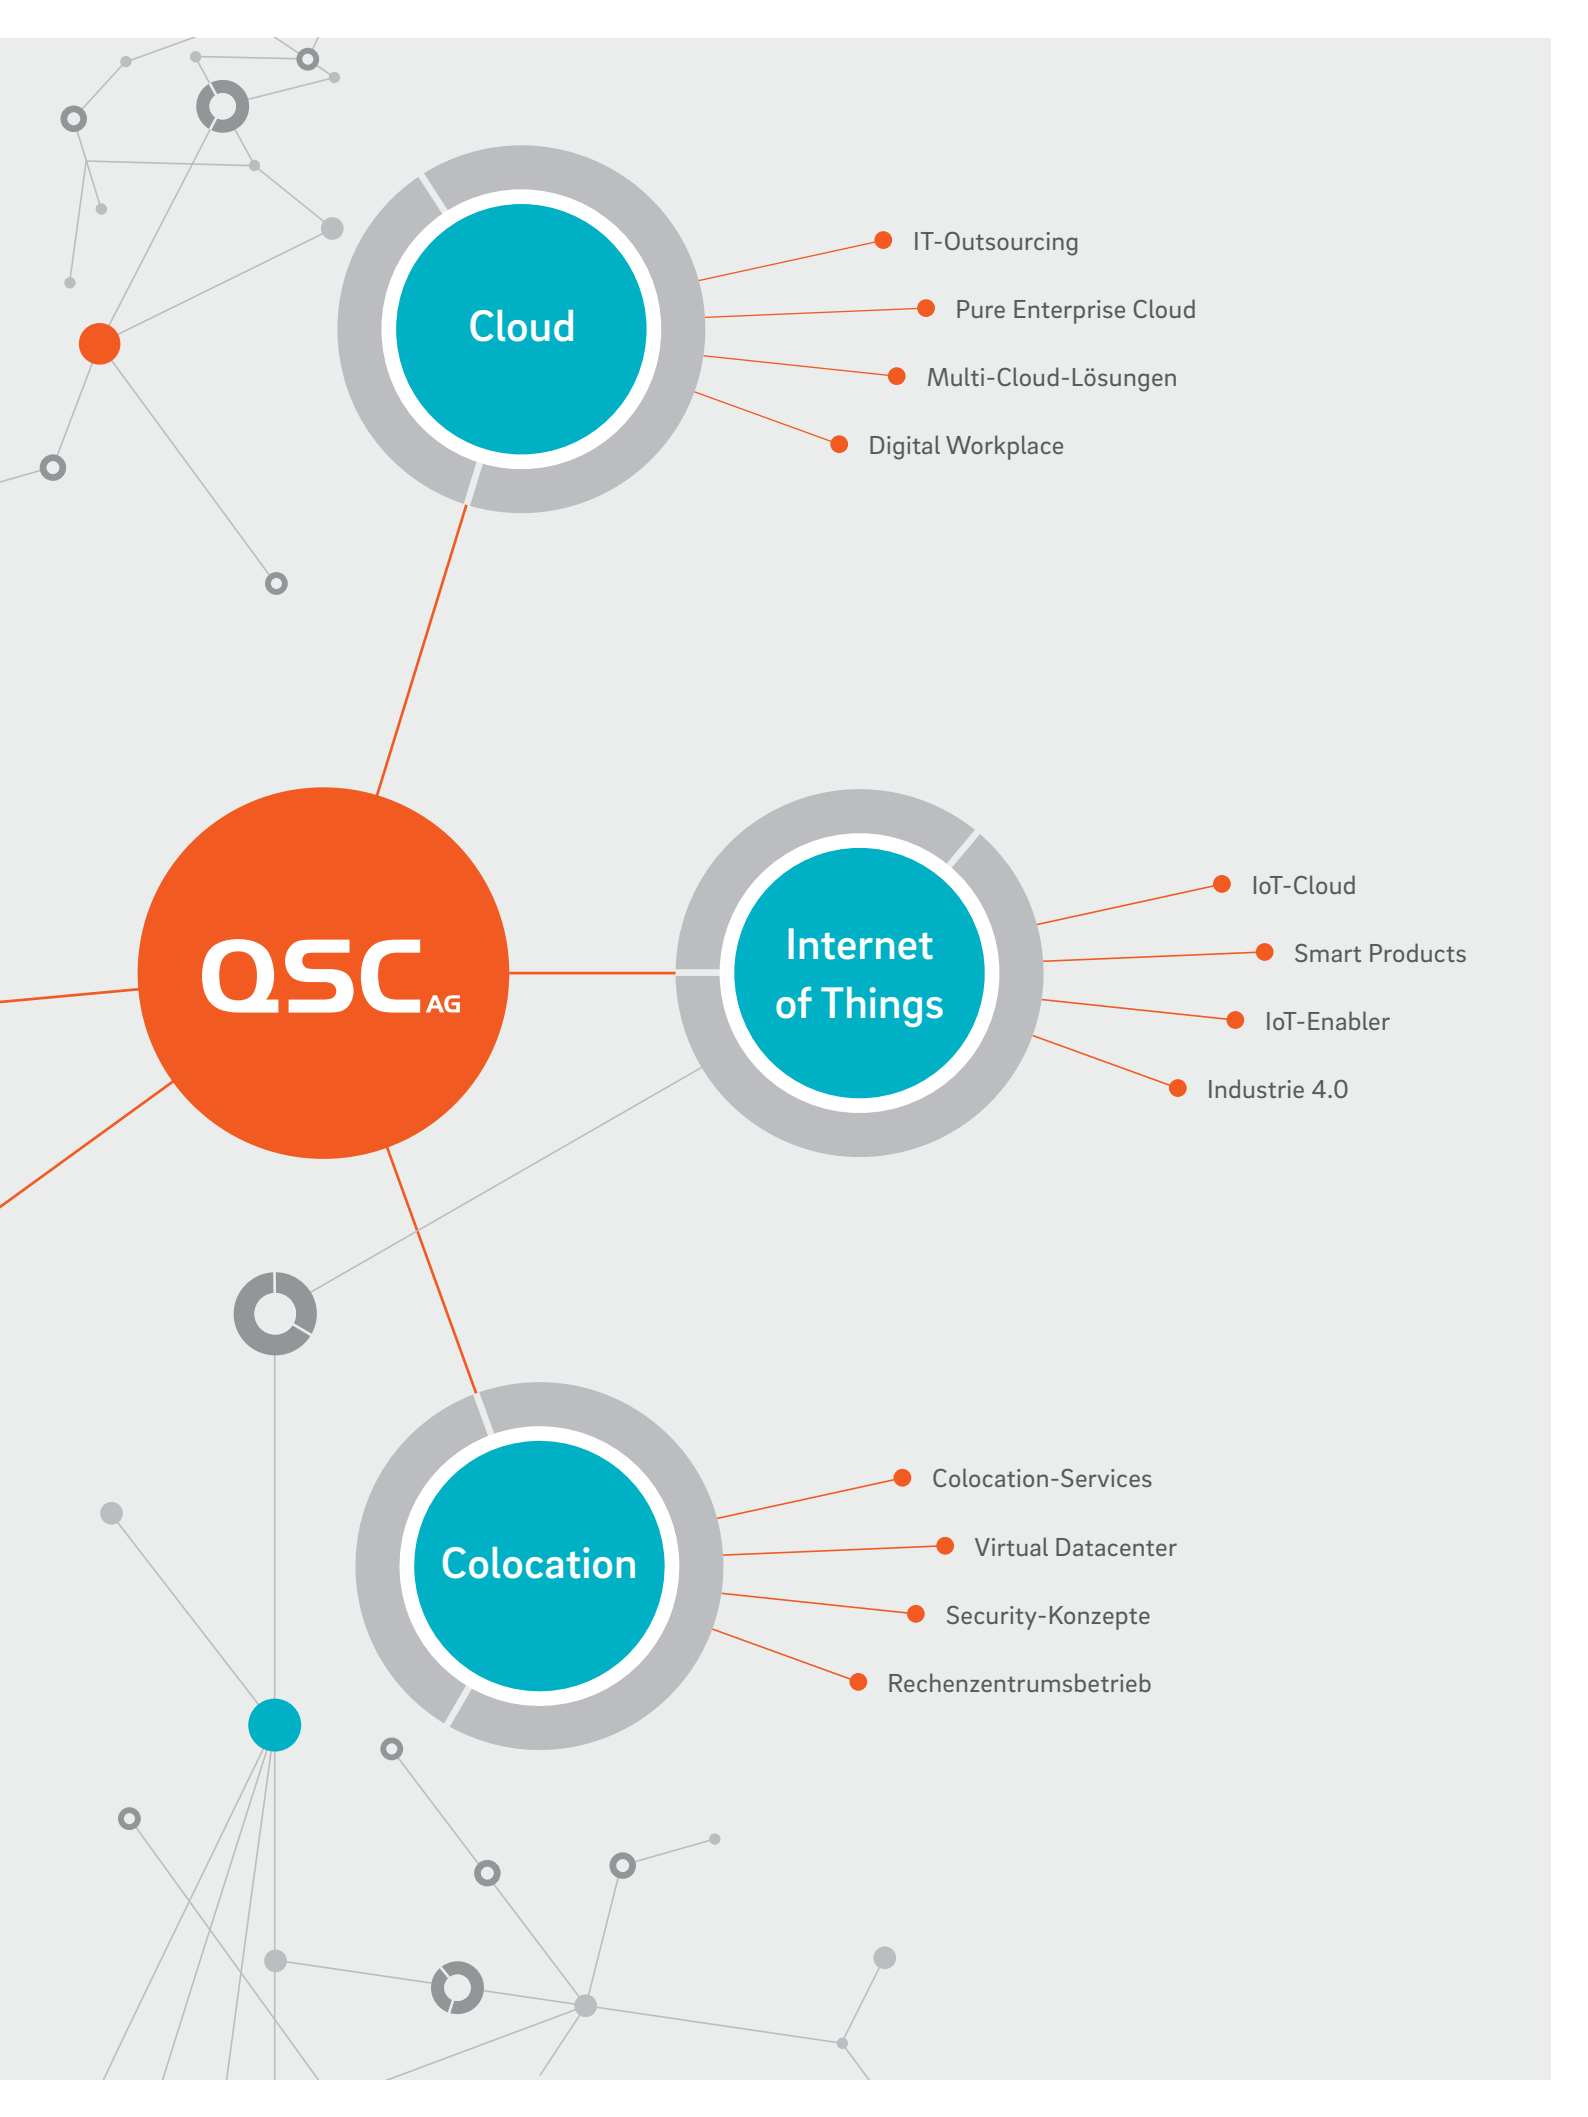 Cloud
IT-Outsourcing
Pure Enterprise Cloud
Multi-Cloud-Lösungen
Digital Workplace
QSC AG
Internet
of Things
IoT-Cloud
Smart Products
IoT-Enabler
Industrie 4.0
Colocation
Colocation-Services
Virtual Datacenter
Security-Konzepte
Rechenzentrumsbetrieb